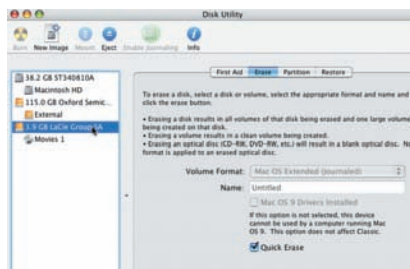 Disk Utility
Burn New Image Mount Eject Enable Journaling Info
First Aid Erase Partition Restore
38.2 GB ST340810A
Macintosh HD
115.0 GB Oxford Semic...
External
3.9 GB LaCie Group SA
Movies 1
To erase a disk, select a disk or volume, select the appropriate format and name and
click the erase button.
• Erasing a disk results in all volumes of that disk being erased and one large volume
being created on that disk.
• Erasing a volume results in a clean volume being created.
• Erasing an optical disc (CD-RW, DVD-RW, etc.) will result in a blank optical disc. No
format is applied to an erased optical disc.
Volume Format: Mac OS Extended (Journaled)
Name: Untitled
Mac OS 9 Drivers Installed
If this option is not selected, this device
cannot be used by a computer running Mac
OS 9. This option does not affect Classic.
Quick Erase